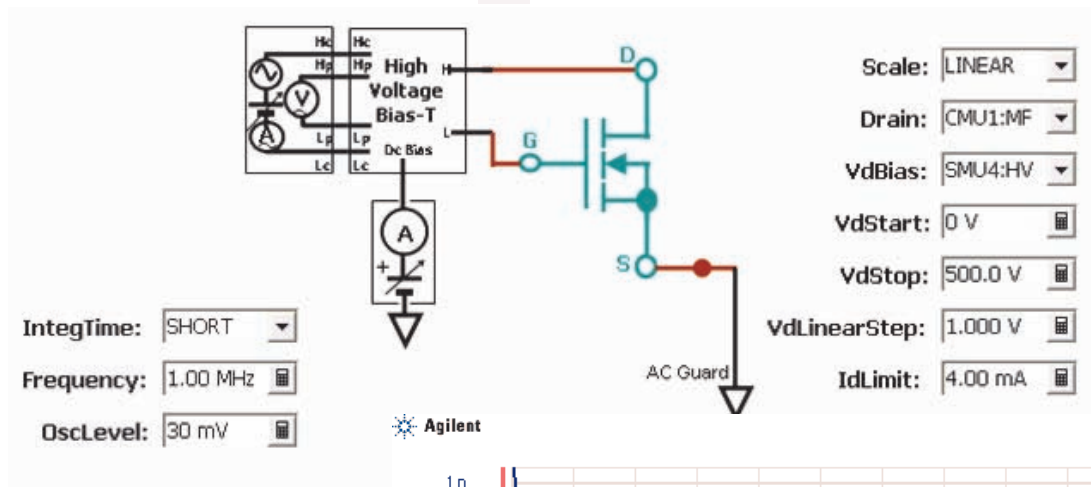 Hc Hc
Hp Hp High H
Voltage
Bias-T
V
A
Lp Lp L
Dc Bias
Lc Lc
D
G
S
A
+
AC Guard
Scale: LINEAR
Drain: CMU1:MF
VdBias: SMU4:HV
VdStart: 0 V
VdStop: 500.0 V
VdLinearStep: 1.000 V
IdLimit: 4.00 mA
IntegTime: SHORT
Frequency: 1.00 MHz
OscLevel: 30 mV
Agilent
1n